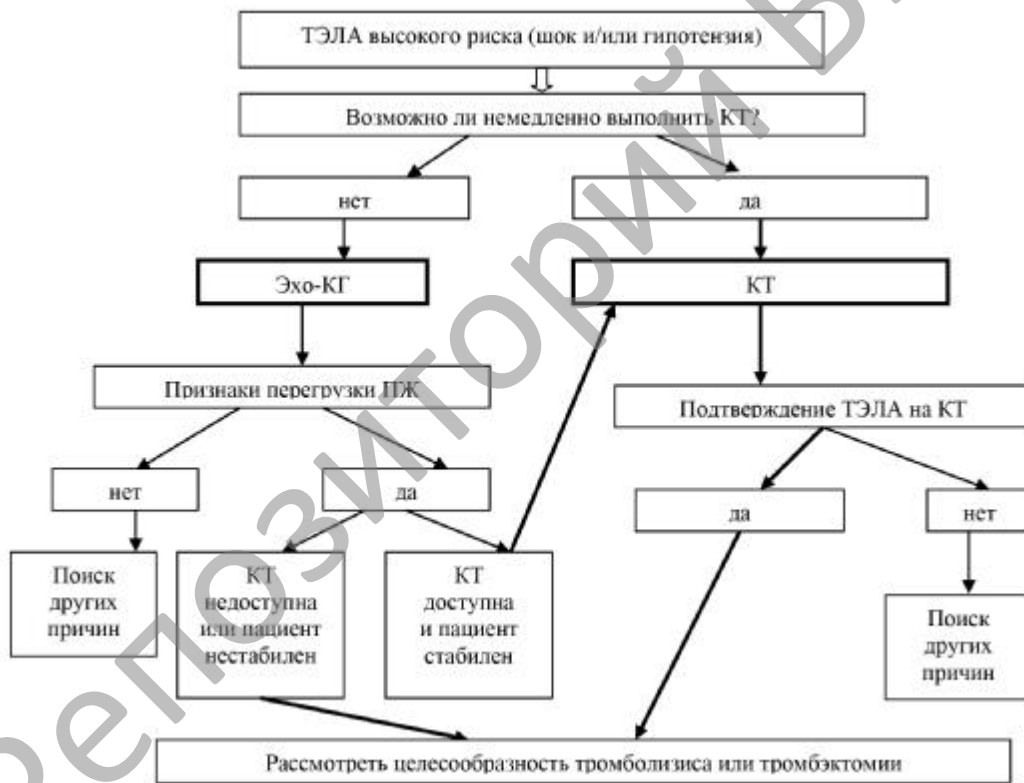 ТЭЛА высокого риска (шок и/или гипотензия)
Возможно ли немедленно выполнить КТ?
нет
да
Эхо-КГ
КТ
Признаки перегрузки ПЖ
Подтверждение ТЭЛА на КТ
нет
да
да
нет
Поиск
других
причин
КТ
недоступна
или пациент
нестабилен
КТ
доступна
и пациент
стабилен
Поиск
других
причин
Рассмотреть целесообразность тромболизиса или тромбэктомии
Репозиторий